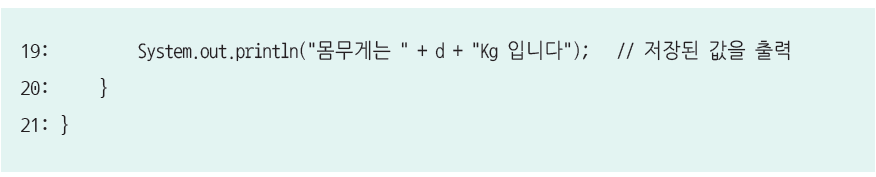 19:         System.out.println("몸무게는 " + d + "Kg 입니다");   // 저장된 값을 출력
20:     }
21: }